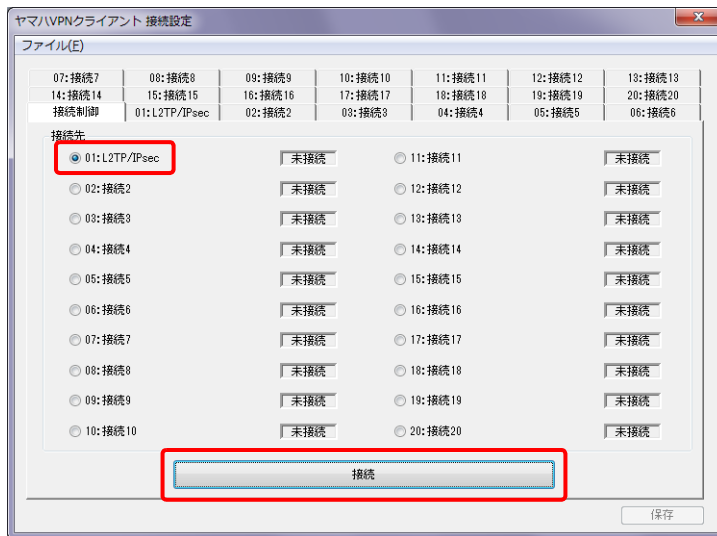 ヤマハVPNクライアント 接続設定
ファイル(F)
07:接続7 08:接続8 09:接続9 10:接続10 11:接続11 12:接続12 13:接続13
14:接続14 15:接続15 16:接続16 17:接続17 18:接続18 19:接続19 20:接続20
接続制御 01:L2TP/IPsec 02:接続2 03:接続3 04:接続4 05:接続5 06:接続6
接続先
01:L2TP/IPsec 未接続 11:接続11 未接続
02:接続2 未接続 12:接続12 未接続
03:接続3 未接続 13:接続13 未接続
04:接続4 未接続 14:接続14 未接続
05:接続5 未接続 15:接続15 未接続
06:接続6 未接続 16:接続16 未接続
07:接続7 未接続 17:接続17 未接続
08:接続8 未接続 18:接続18 未接続
09:接続9 未接続 19:接続19 未接続
10:接続10 未接続 20:接続20 未接続
接続
保存